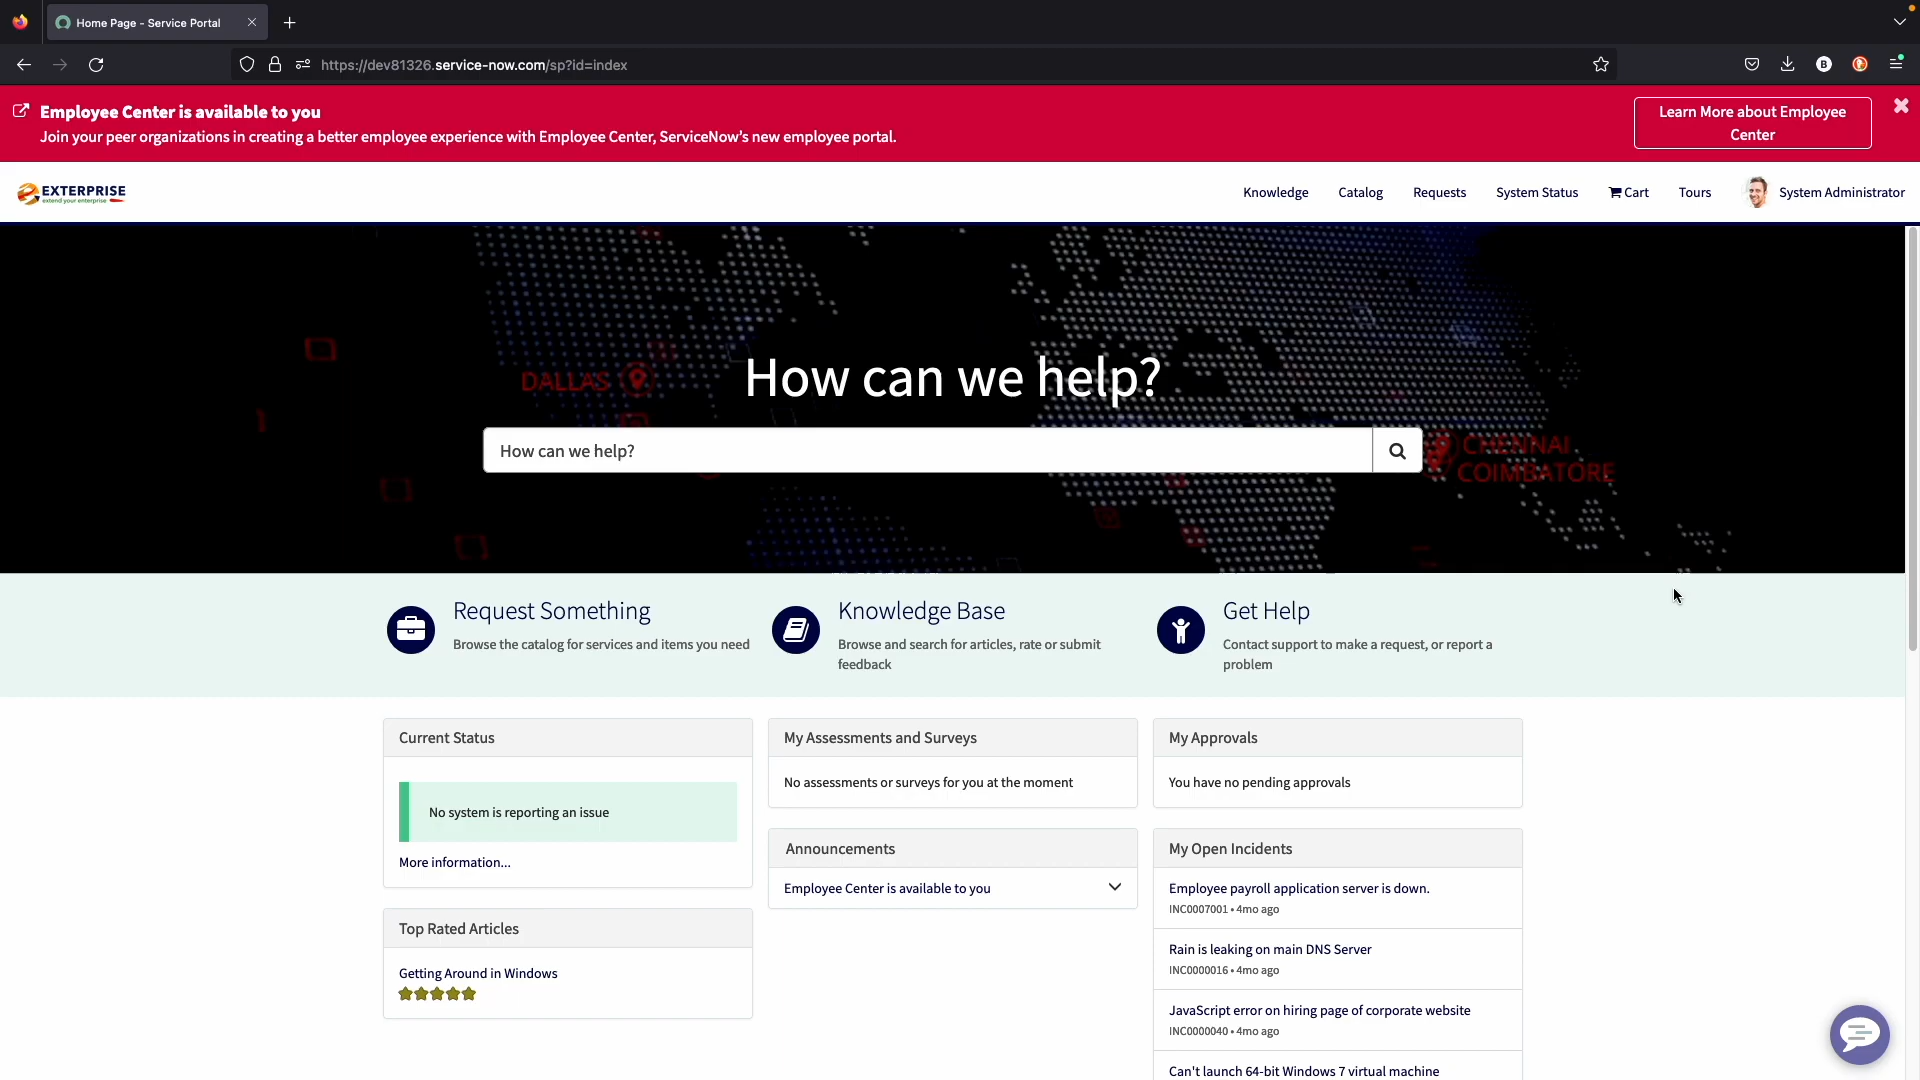 Home Page - Service Portal
https://dev81326.service-now.com/sp?id=index
B
Employee Center is available to you
Join your peer organizations in creating a better employee experience with Employee Center, ServiceNow's new employee portal.
Learn More about Employee
Center
EXTERPRISE
extend your enterprise
Knowledge
Catalog
Requests
System Status
Cart
Tours
System Administrator
DALLAS
How can we help?
How can we help?
CHENNAI
COIMBATORE
Request Something
Browse the catalog for services and items you need
Knowledge Base
Browse and search for articles, rate or submit
feedback
Get Help
Contact support to make a request, or report a
problem
Current Status
No system is reporting an issue
More information...
Top Rated Articles
Getting Around in Windows
My Assessments and Surveys
No assessments or surveys for you at the moment
Announcements
Employee Center is available to you
My Approvals
You have no pending approvals
My Open Incidents
Employee payroll application server is down.
INC0007001 • 4mo ago
Rain is leaking on main DNS Server
INC0000016 • 4mo ago
JavaScript error on hiring page of corporate website
INC0000040 • 4mo ago
Can't launch 64-bit Windows 7 virtual machine